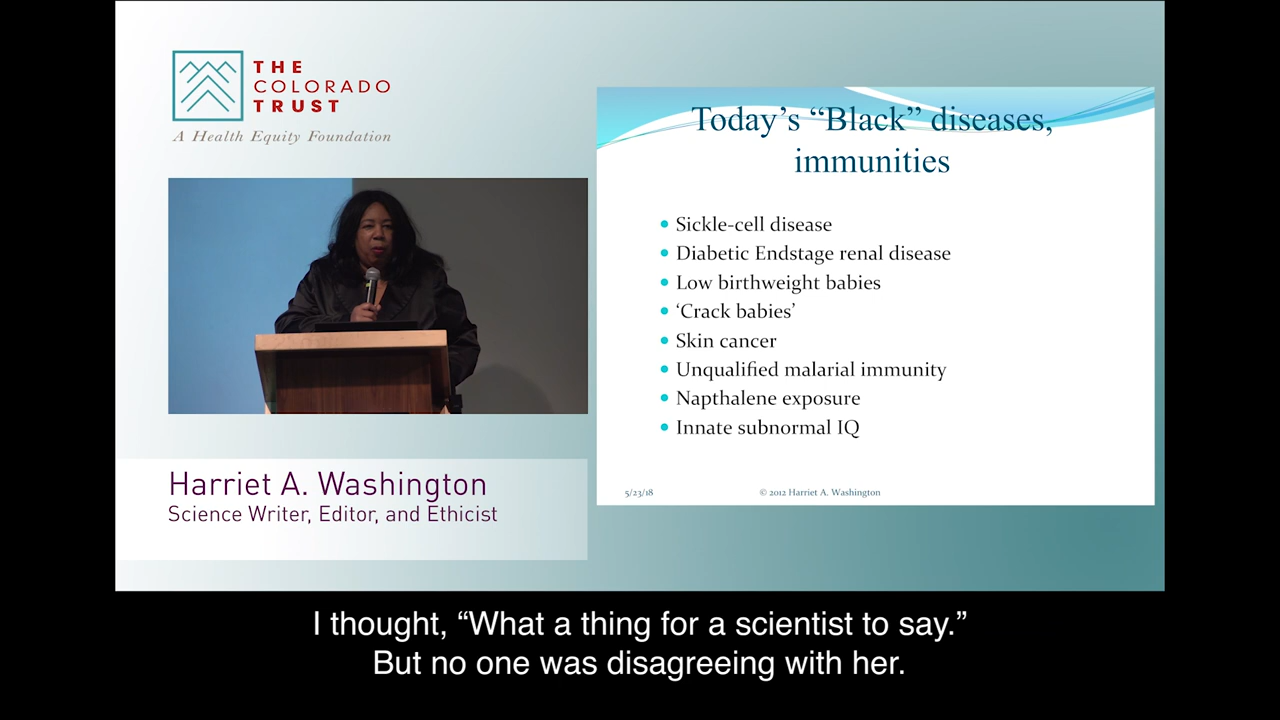 THE
COLORADO
TRUST
A Health Equity Foundation
Today's “Black” diseases,
immunities
• Sickle-cell disease
• Diabetic Endstage renal disease
• Low birthweight babies
• ‘Crack babies’
• Skin cancer
• Unqualified malarial immunity
• Napthalene exposure
• Innate subnormal IQ
5/23/18
© 2012 Harriet A. Washington
Harriet A. Washington
Science Writer, Editor, and Ethicist
I thought, “What a thing for a scientist to say.”
But no one was disagreeing with her.